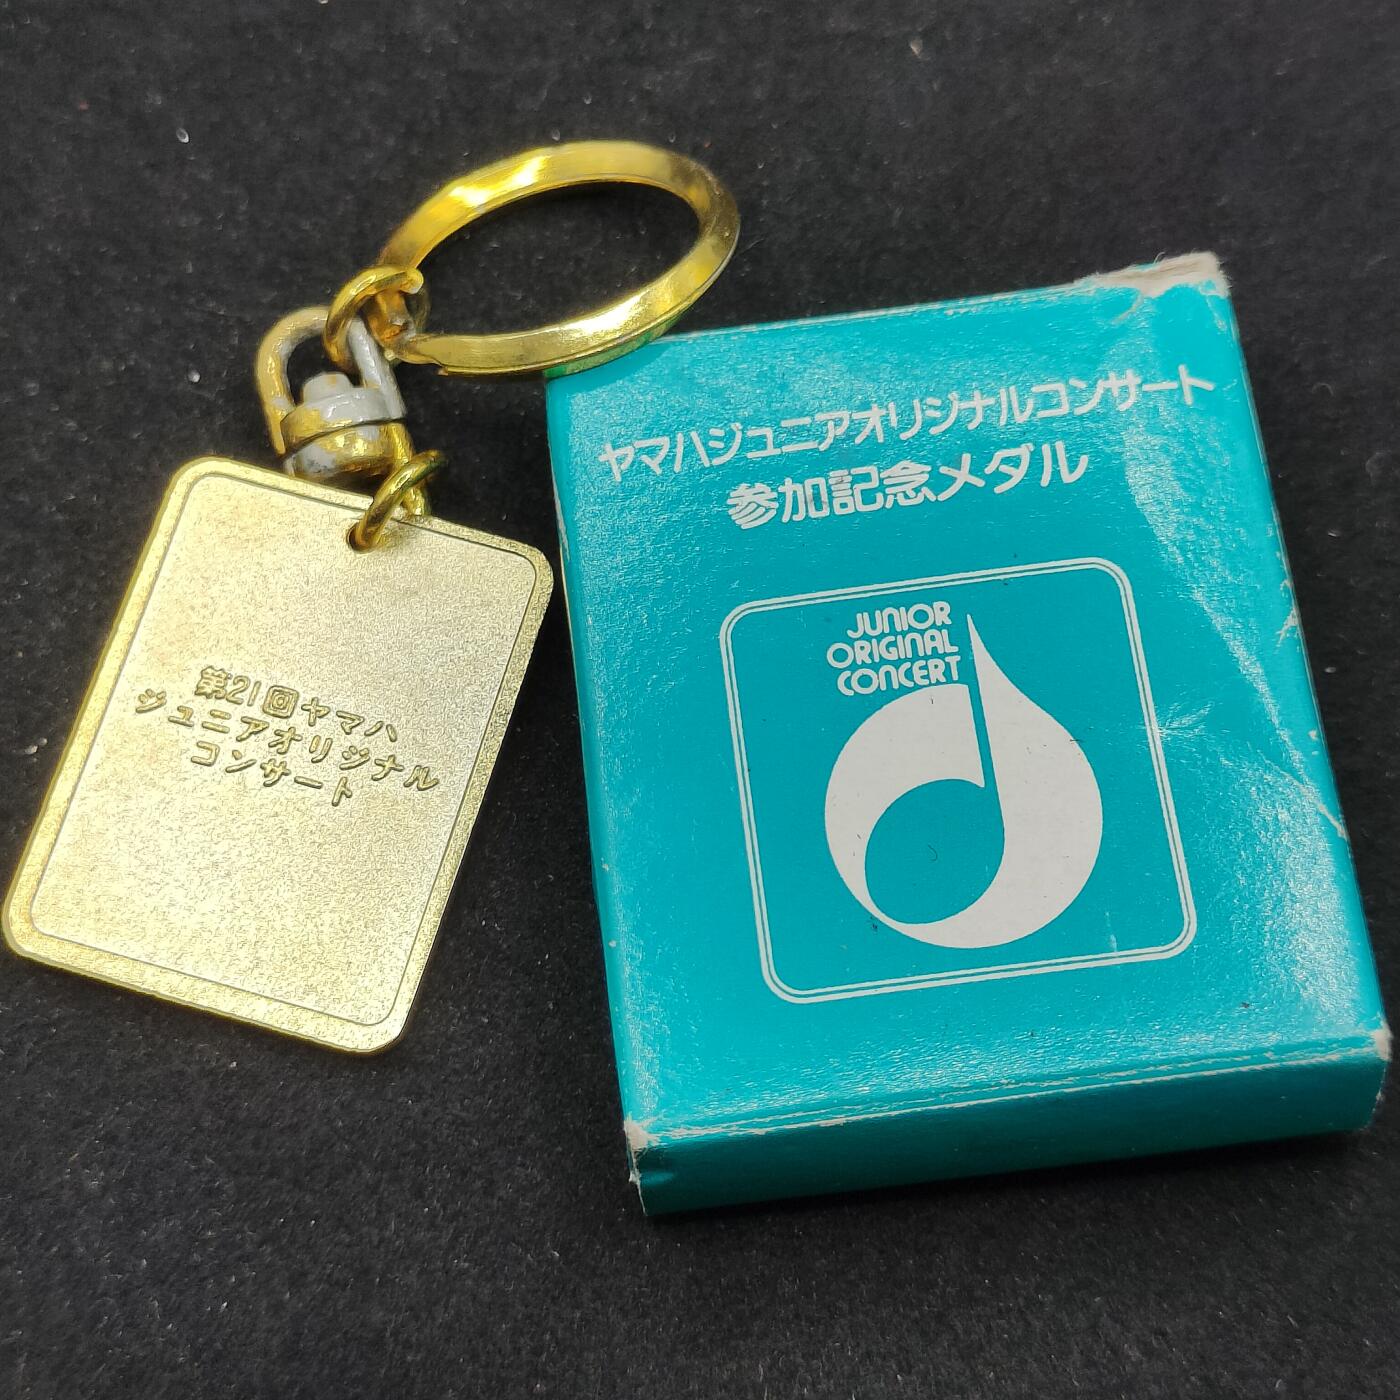 第21回ヤマハ
ジュニアオリジナル
コンサート
ヤマハジュニアオリジナルコンサート
参加記念メダル
JUNIOR
ORIGINAL
CONCERT